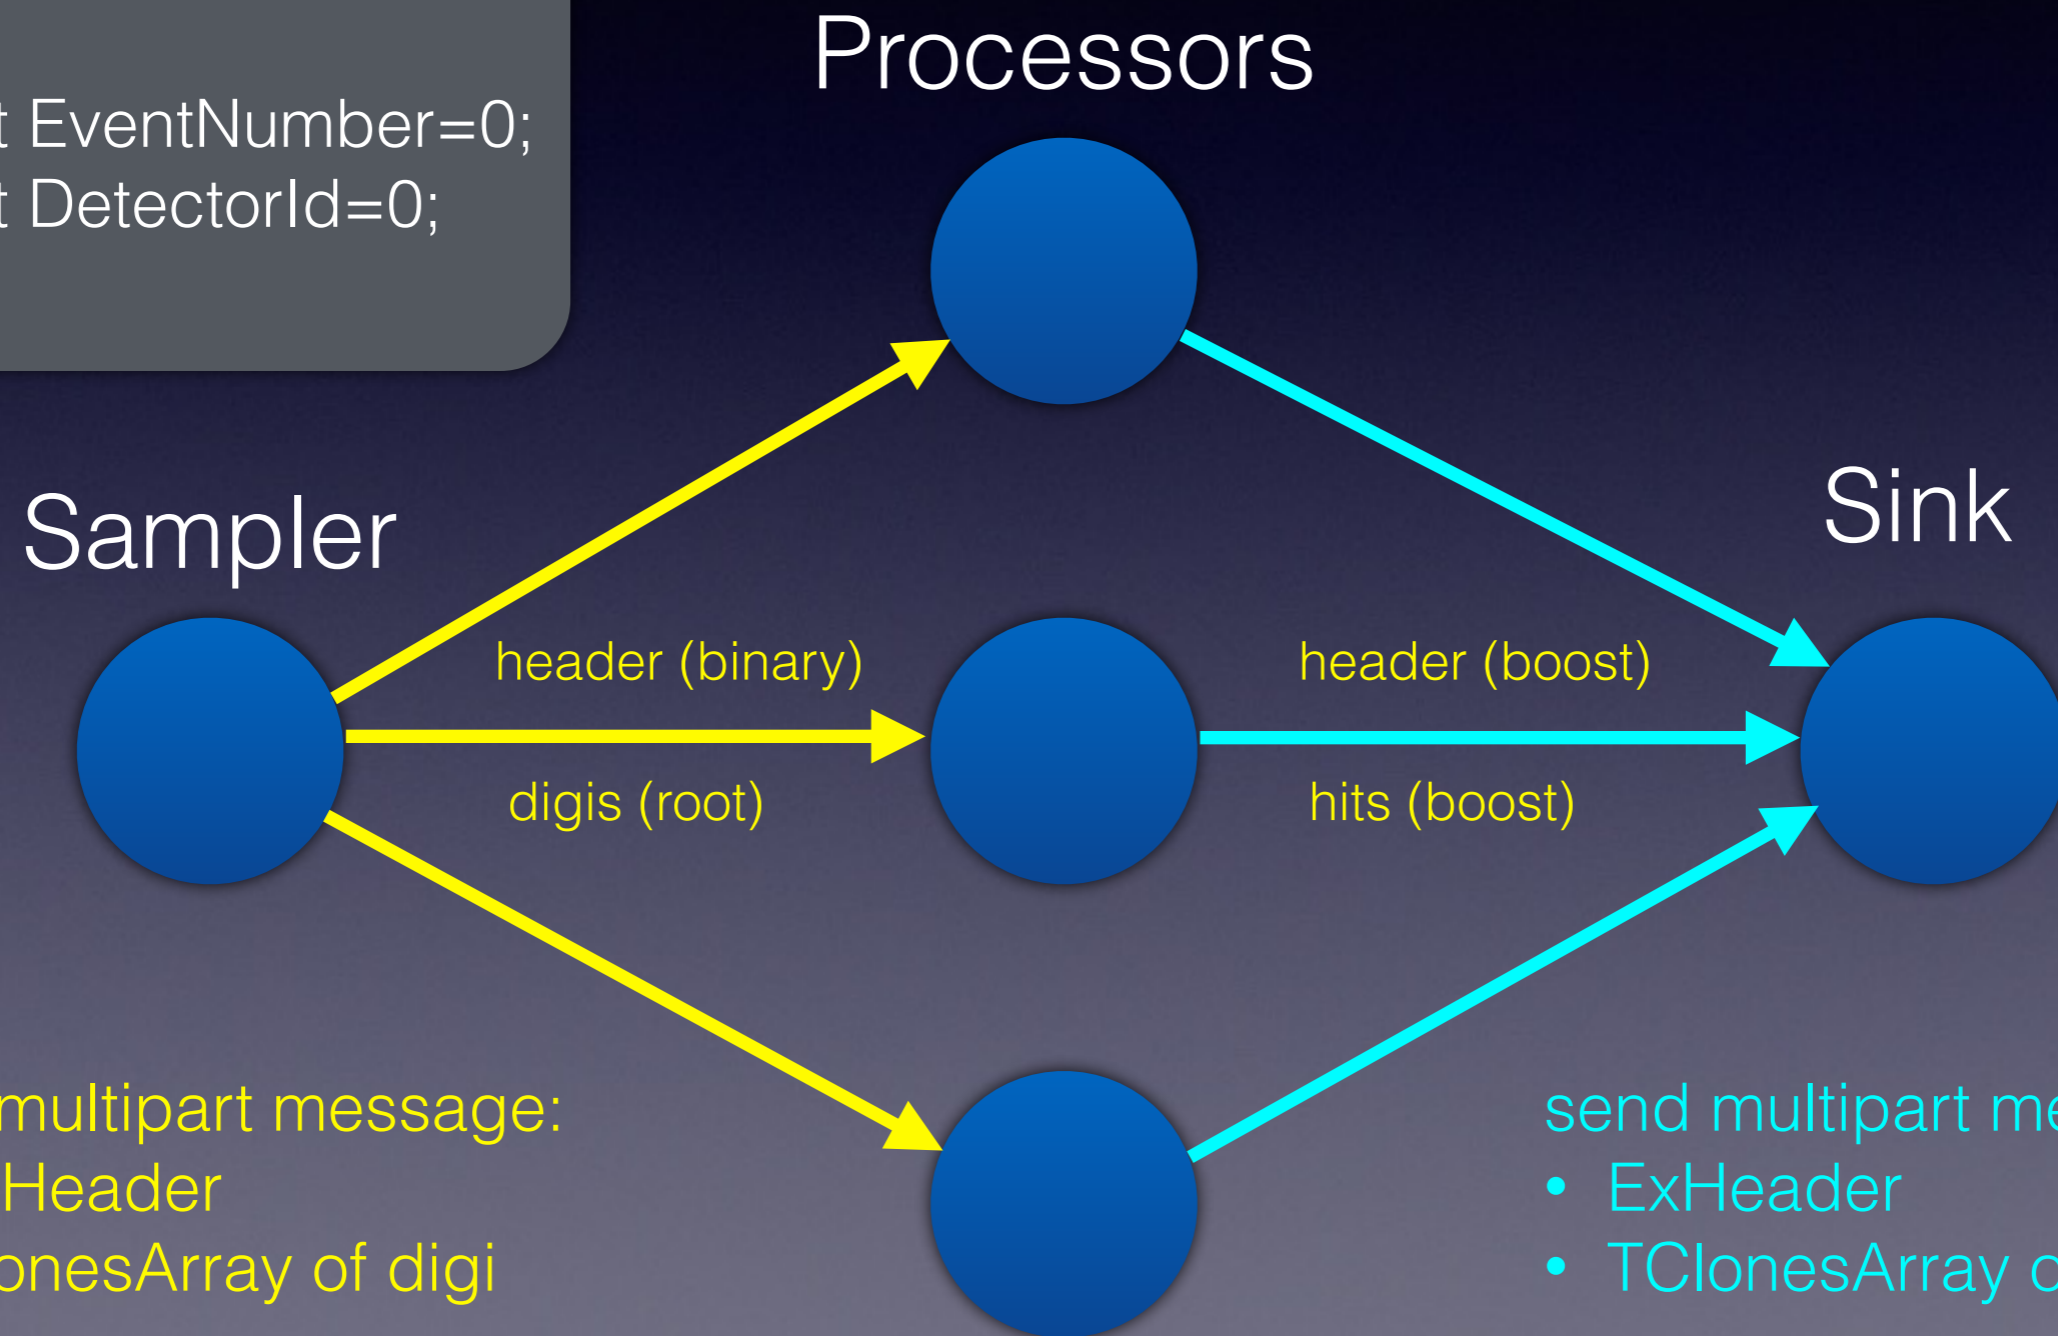 Processors
t EventNumber=0;
t DetectorId=0;
Sampler
Sink
header (binary)
header (boost)
digis (root)
hits (boost)
multipart message:
Header
onesArray of digi
send multipart me
• ExHeader
• TClonesArray o